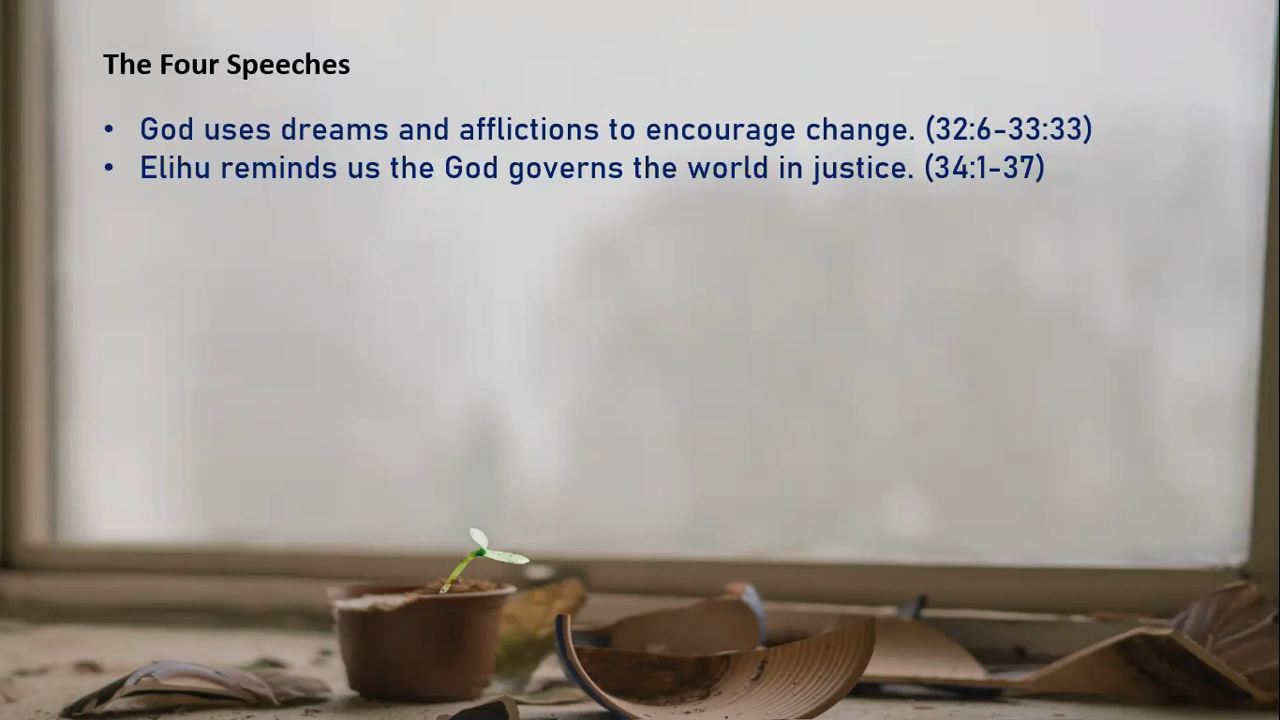 The Four Speeches
• God uses dreams and afflictions to encourage change. (32:6-33:33)
• Elihu reminds us the God governs the world in justice. (34:1-37)